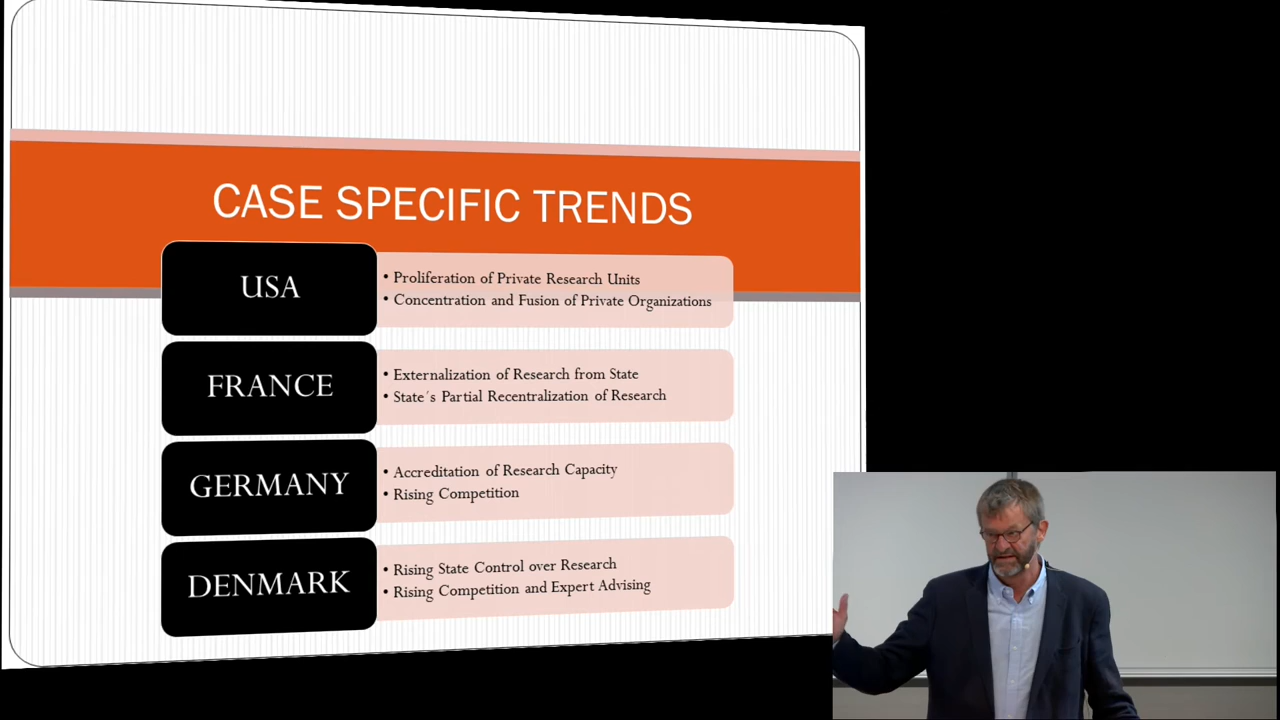 CASE SPECIFIC TRENDS
USA
• Proliferation of Private Research Units
• Concentration and Fusion of Private Organizations
FRANCE
• Externalization of Research from State
• State´s Partial Recentralization of Research
GERMANY
• Accreditation of Research Capacity
• Rising Competition
DENMARK
• Rising State Control over Research
• Rising Competition and Expert Advising